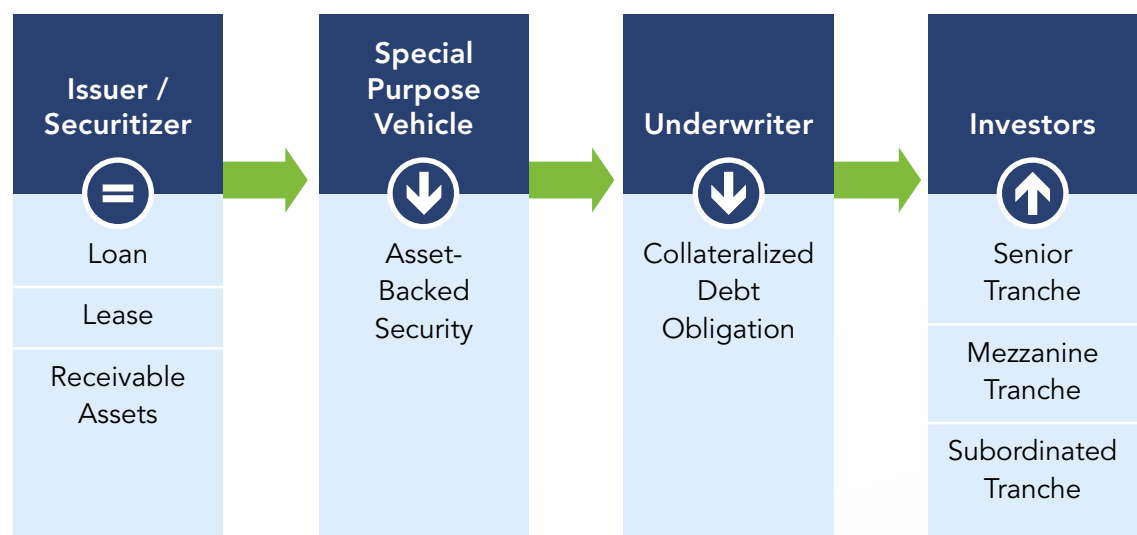 Issuer /
Securitizer
Loan
Lease
Receivable
Assets
Special
Purpose
Vehicle
Asset-
Backed
Security
Underwriter
Collateralized
Debt
Obligation
Investors
Senior
Tranche
Mezzanine
Tranche
Subordinated
Tranche